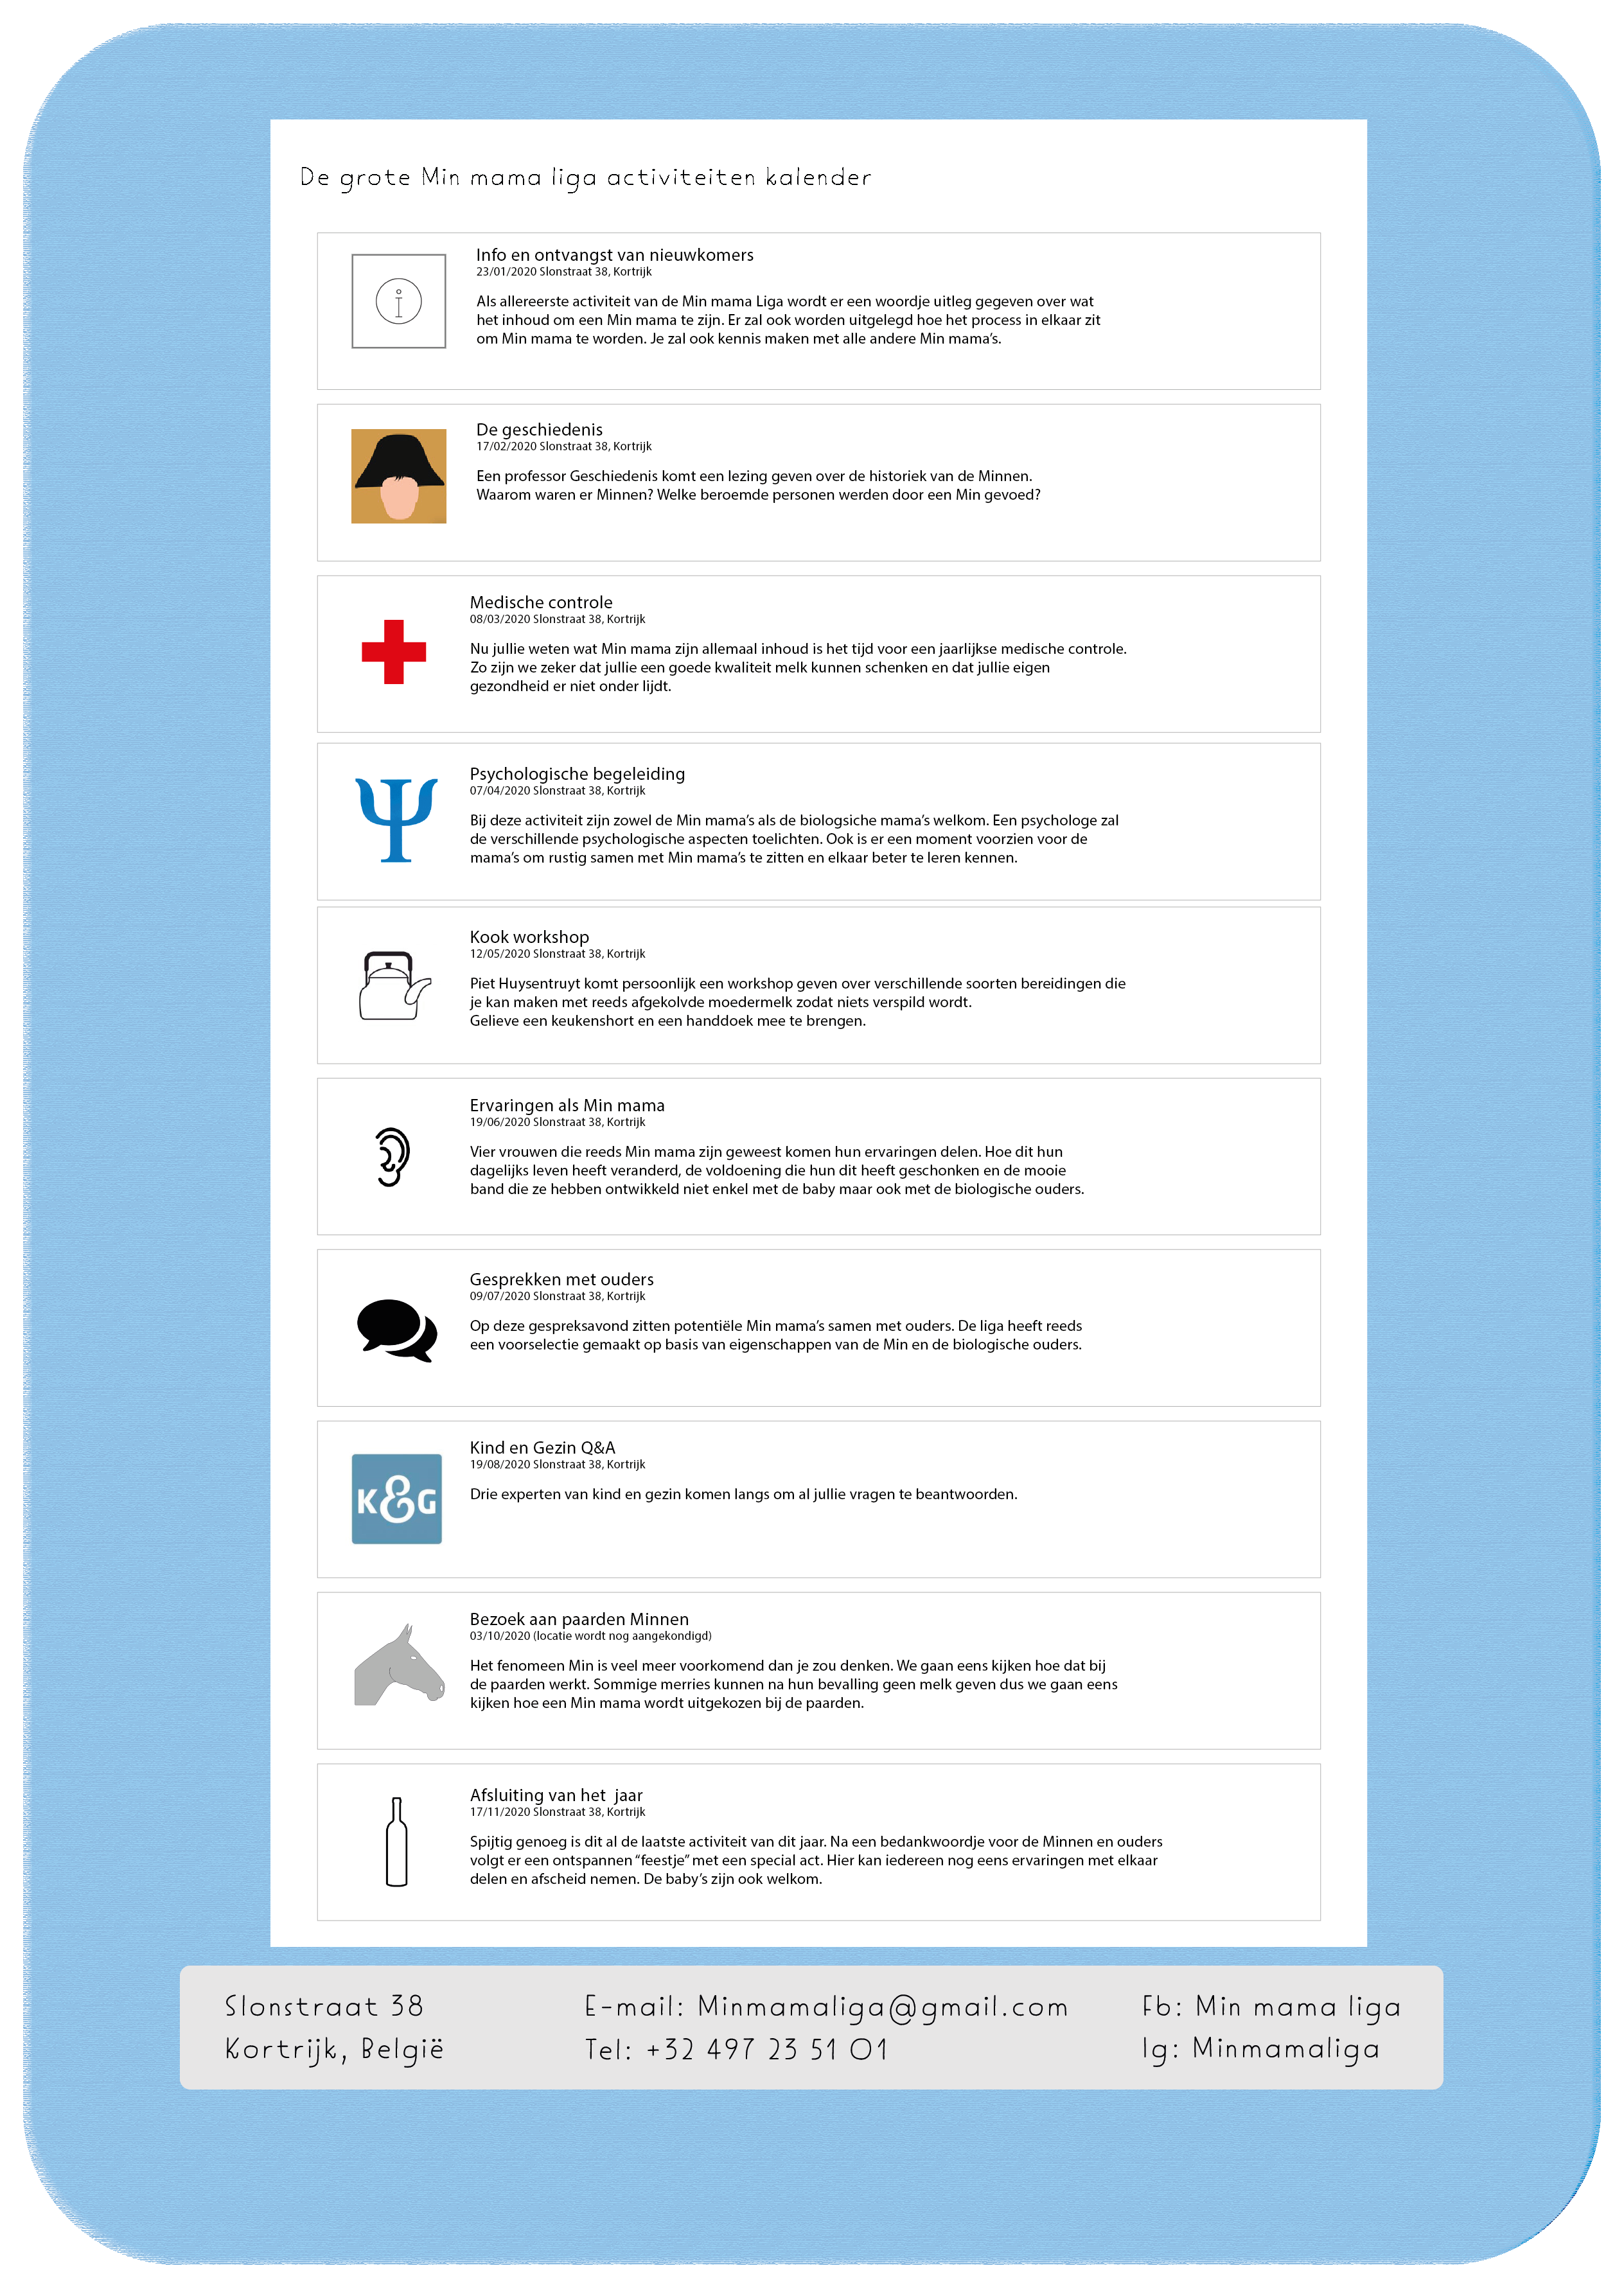 De grote Min mama liga activiteiten kalender
i
Info en ontvangst van nieuwkomers
23/01/2020 Slonstraat 38, Kortrijk
Als allereerste activiteit van de Min mama Liga wordt er een woordje uitleg gegeven over wat
het inhoud om een Min mama te zijn. Er zal ook worden uitgelegd hoe het process in elkaar zit
om Min mama te worden. Je zal ook kennis maken met alle andere Min mama’s.
De geschiedenis
17/02/2020 Slonstraat 38, Kortrijk
Een professor Geschiedenis komt een lezing geven over de historiek van de Minnen.
Waarom waren er Minnen? Welke beroemde personen werden door een Min gevoed?
Medische controle
08/03/2020 Slonstraat 38, Kortrijk
Nu jullie weten wat Min mama zijn allemaal inhoud is het tijd voor een jaarlijkse medische controle.
Zo zijn we zeker dat jullie een goede kwaliteit melk kunnen schenken en dat jullie eigen
gezondheid er niet onder lijdt.
Ψ
Psychologische begeleiding
07/04/2020 Slonstraat 38, Kortrijk
Bij deze activiteit zijn zowel de Min mama’s als de biologsiche mama’s welkom. Een psychologe zal
de verschillende psychologische aspecten toelichten. Ook is er een moment voorzien voor de
mama’s om rustig samen met Min mama’s te zitten en elkaar beter te leren kennen.
Kook workshop
12/05/2020 Slonstraat 38, Kortrijk
Piet Huysentruyt komt persoonlijk een workshop geven over verschillende soorten bereidingen die
je kan maken met reeds afgekolvde moedermelk zodat niets verspild wordt.
Gelieve een keukenshort en een handdoek mee te brengen.
Ervaringen als Min mama
19/06/2020 Slonstraat 38, Kortrijk
Vier vrouwen die reeds Min mama zijn geweest komen hun ervaringen delen. Hoe dit hun
dagelijks leven heeft veranderd, de voldoening die hun dit heeft geschonken en de mooie
band die ze hebben ontwikkeld niet enkel met de baby maar ook met de biologische ouders.
Gesprekken met ouders
09/07/2020 Slonstraat 38, Kortrijk
Op deze gespreksavond zitten potentiële Min mama’s samen met ouders. De liga heeft reeds
een voorselectie gemaakt op basis van eigenschappen van de Min en de biologische ouders.
K&G
Kind en Gezin Q&A
19/08/2020 Slonstraat 38, Kortrijk
Drie experten van kind en gezin komen langs om al jullie vragen te beantwoorden.
Bezoek aan paarden Minnen
03/10/2020 (locatie wordt nog aangekondigd)
Het fenomeen Min is veel meer voorkomend dan je zou denken. We gaan eens kijken hoe dat bij
de paarden werkt. Sommige merries kunnen na hun bevalling geen melk geven dus we gaan eens
kijken hoe een Min mama wordt uitgekozen bij de paarden.
Afsluiting van het  jaar
17/11/2020 Slonstraat 38, Kortrijk
Spijtig genoeg is dit al de laatste activiteit van dit jaar. Na een bedankwoordje voor de Minnen en ouders
volgt er een ontspannen “feestje” met een special act. Hier kan iedereen nog eens ervaringen met elkaar
delen en afscheid nemen. De baby’s zijn ook welkom.
Slonstraat 38
Kortrijk, België
E-mail: Minmamaliga@gmail.com
Tel: +32 497 23 51 01
Fb: Min mama liga
Ig: Minmamaliga